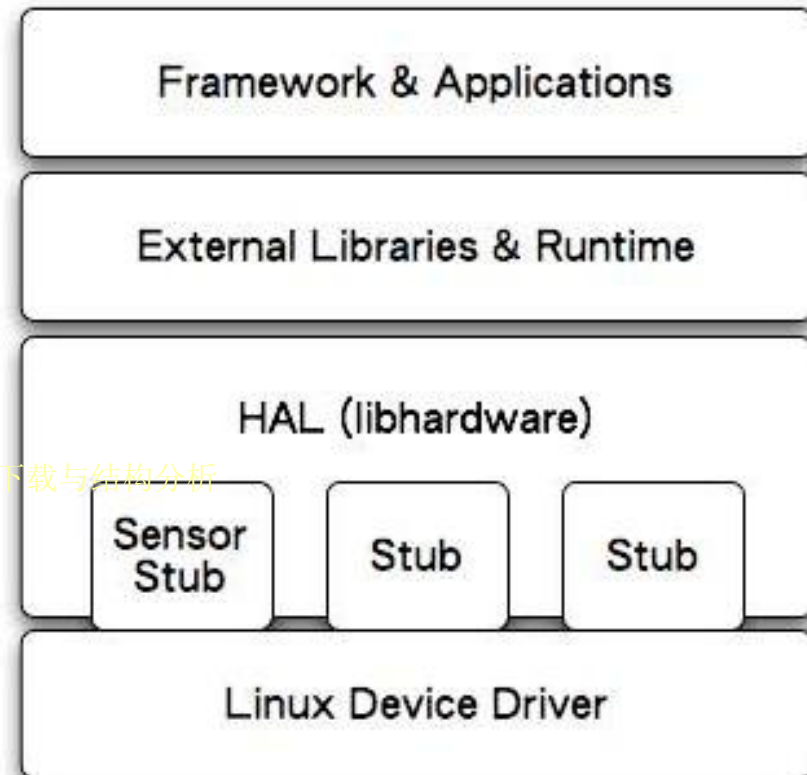 Framework & Applications
External Libraries & Runtime
HAL (libhardware)
下载与结构分析
Sensor
Stub
Stub
Stub
Linux Device Driver